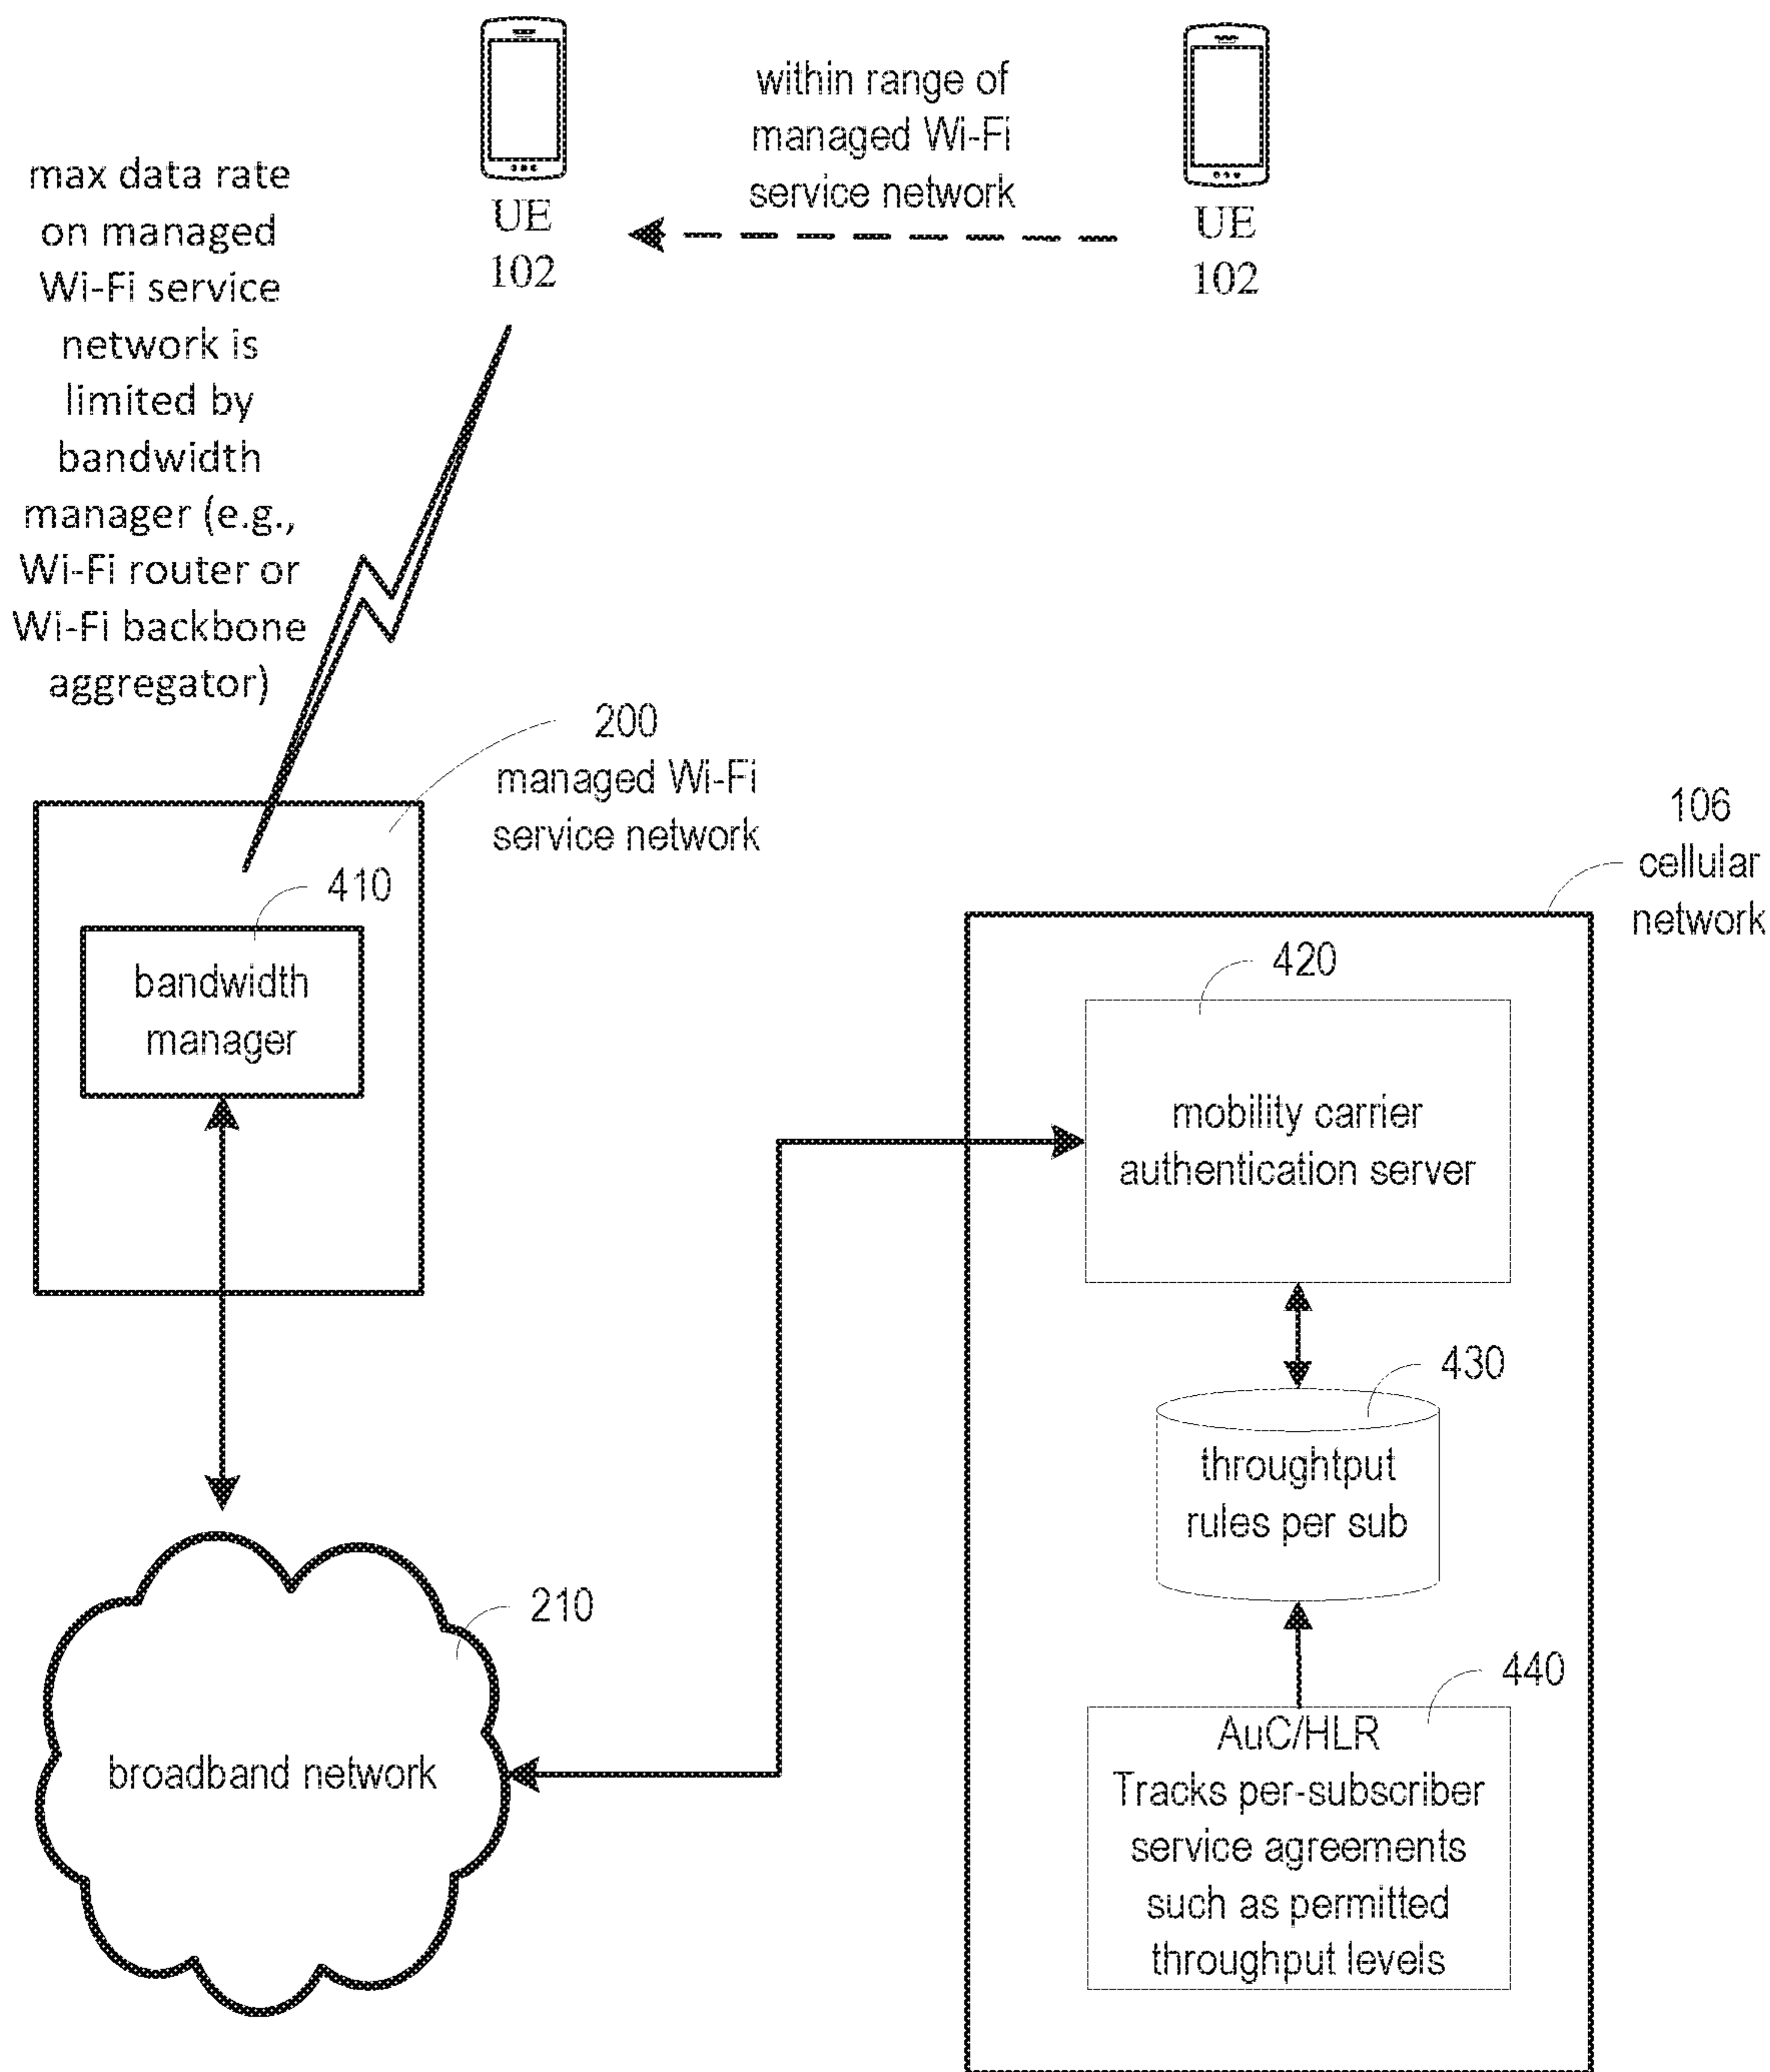 within range of
managed Wi-Fi
service network
UE
102
UE
102
max data rate
on managed
Wi-Fi service
network is
limited by
bandwidth
manager (e.g.,
Wi-Fi router or
Wi-Fi backbone
aggregator)
200
managed Wi-Fi
service network
410
bandwidth
manager
106
cellular
network
420
mobility carrier
authentication server
430
throughtput
rules per sub
210
broadband network
440
AuC/HLR
Tracks per-subscriber
service agreements
such as permitted
throughput levels